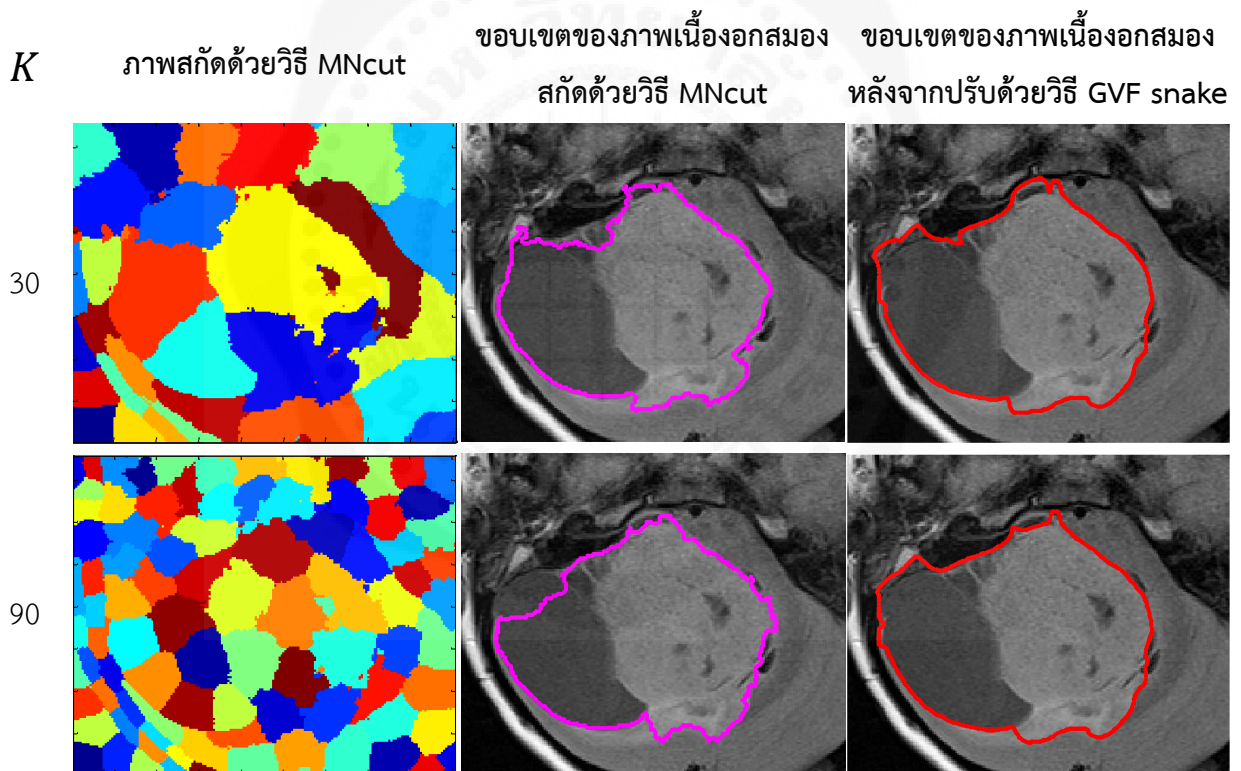 K
ภาพสกัดด้วยวิธี MNcut
ขอบเขตของภาพเนื้องอกสมอง
สกัดด้วยวิธี MNcut
ขอบเขตของภาพเนื้องอกสมอง
หลังจากปรับด้วยวิธี GVF snake
30
90